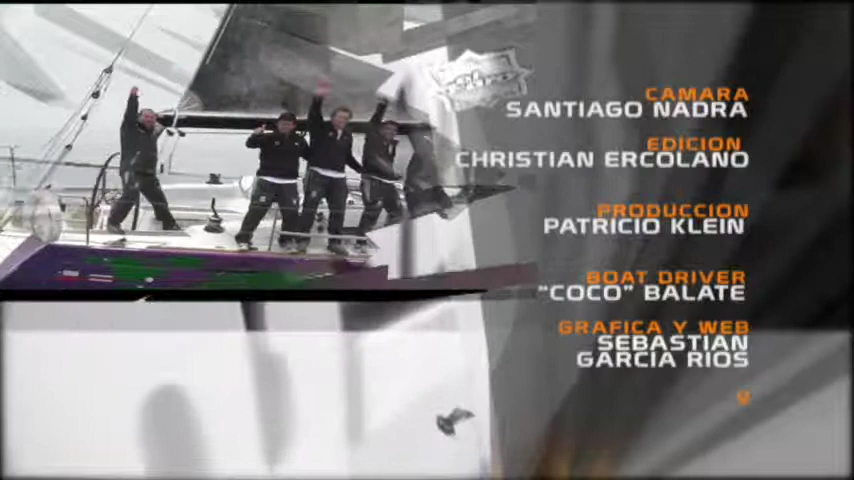 CAMARA
SANTIAGO NADRA
EDICION
CHRISTIAN ERCOLANO
PRODUCCION
PATRICIO KLEIN
BOAT DRIVER
"COCO" BALATE
GRAFICA Y WEB
SEBASTIAN
GARCIA RIOS